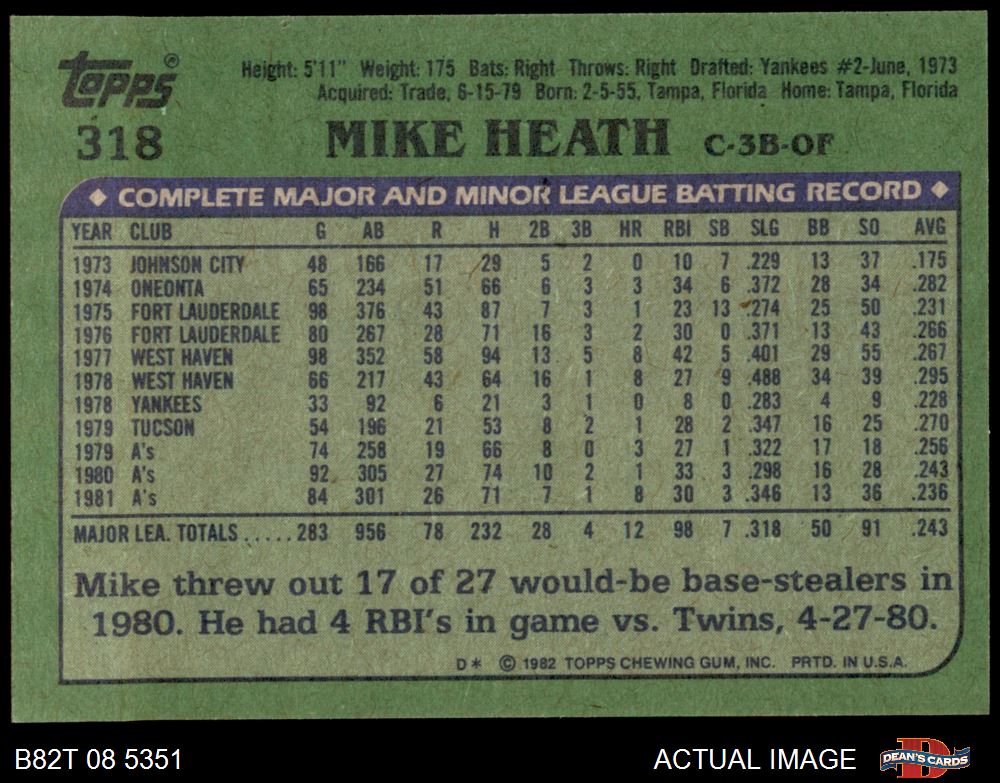 Topps®
Height: 5'11" Weight: 175 Bats: Right Throws: Right Drafted: Yankees #2-June, 1973
Acquired: Trade, 6-15-79 Born: 2-5-55, Tampa, Florida Home: Tampa, Florida
318 MIKE HEATH C-3B-OF
◆ COMPLETE MAJOR AND MINOR LEAGUE BATTING RECORD ◆
YEAR CLUB G AB R H 2B 3B HR RBI SB SLG BB SO AVG
1973 JOHNSON CITY 48 166 17 29 5 2 0 10 7 .229 13 37 .175
1974 ONEONTA 65 234 51 66 6 3 3 34 6 .372 28 34 .282
1975 FORT LAUDERDALE 98 376 43 87 7 3 1 23 13 .274 25 50 .231
1976 FORT LAUDERDALE 80 267 28 71 16 3 2 30 0 .371 13 43 .266
1977 WEST HAVEN 98 352 58 94 13 5 8 42 5 .401 29 55 .267
1978 WEST HAVEN 66 217 43 64 16 1 8 27 9 .488 34 39 .295
1978 YANKEES 33 92 6 21 3 1 0 8 0 .283 4 9 .228
1979 TUCSON 54 196 21 53 8 2 1 28 2 .347 16 25 .270
1979 A's 74 258 19 66 8 0 3 27 1 .322 17 18 .256
1980 A's 92 305 27 74 10 2 1 33 3 .298 16 28 .243
1981 A's 84 301 26 71 7 1 8 30 3 .346 13 36 .236
MAJOR LEA. TOTALS.....283 956 78 232 28 4 12 98 7 .318 50 91 .243
Mike threw out 17 of 27 would-be base-stealers in
1980. He had 4 RBI's in game vs. Twins, 4-27-80.
D* © 1982 TOPPS CHEWING GUM, INC. PRTD. IN U.S.A.
B82T 08 5351 ACTUAL IMAGE DEAN'S CARDS